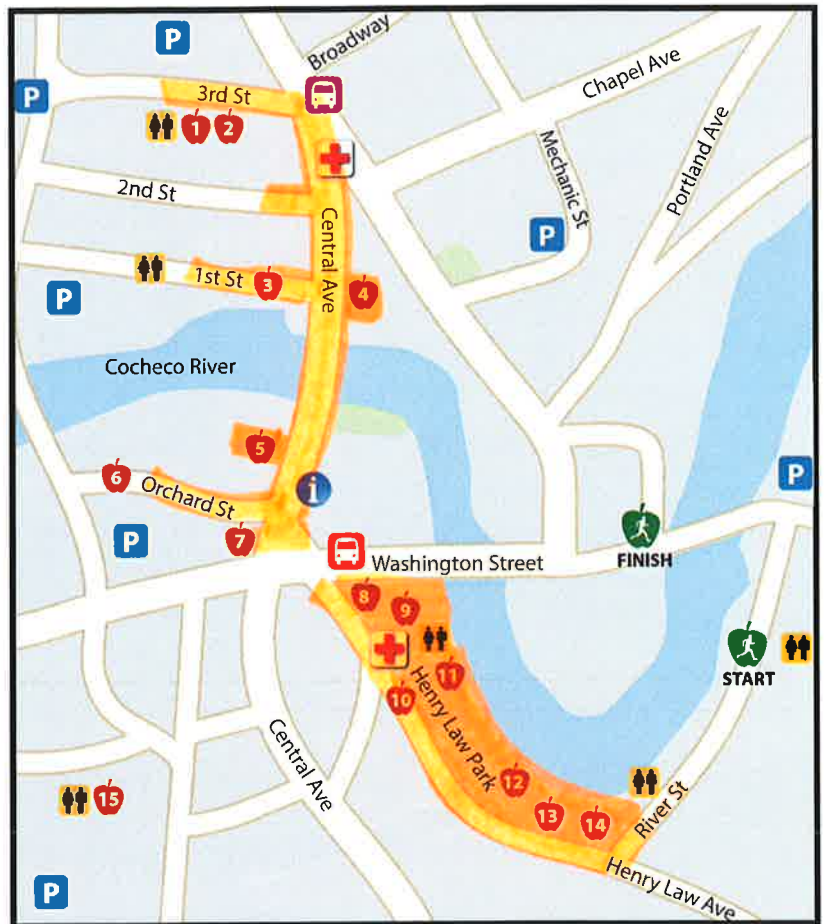 P
Broadway
P
3rd St
Chapel Ave
1
2
Mechanic St
Portland Ave
2nd St
Central Ave
P
1st St
3
4
P
Cocheco River
5
6
Orchard St
i
P
7
P
Washington Street
FINISH
8
9
START
10
11
Henry Law Park
12
Central Ave
15
13
14
River St
Henry Law Ave
P